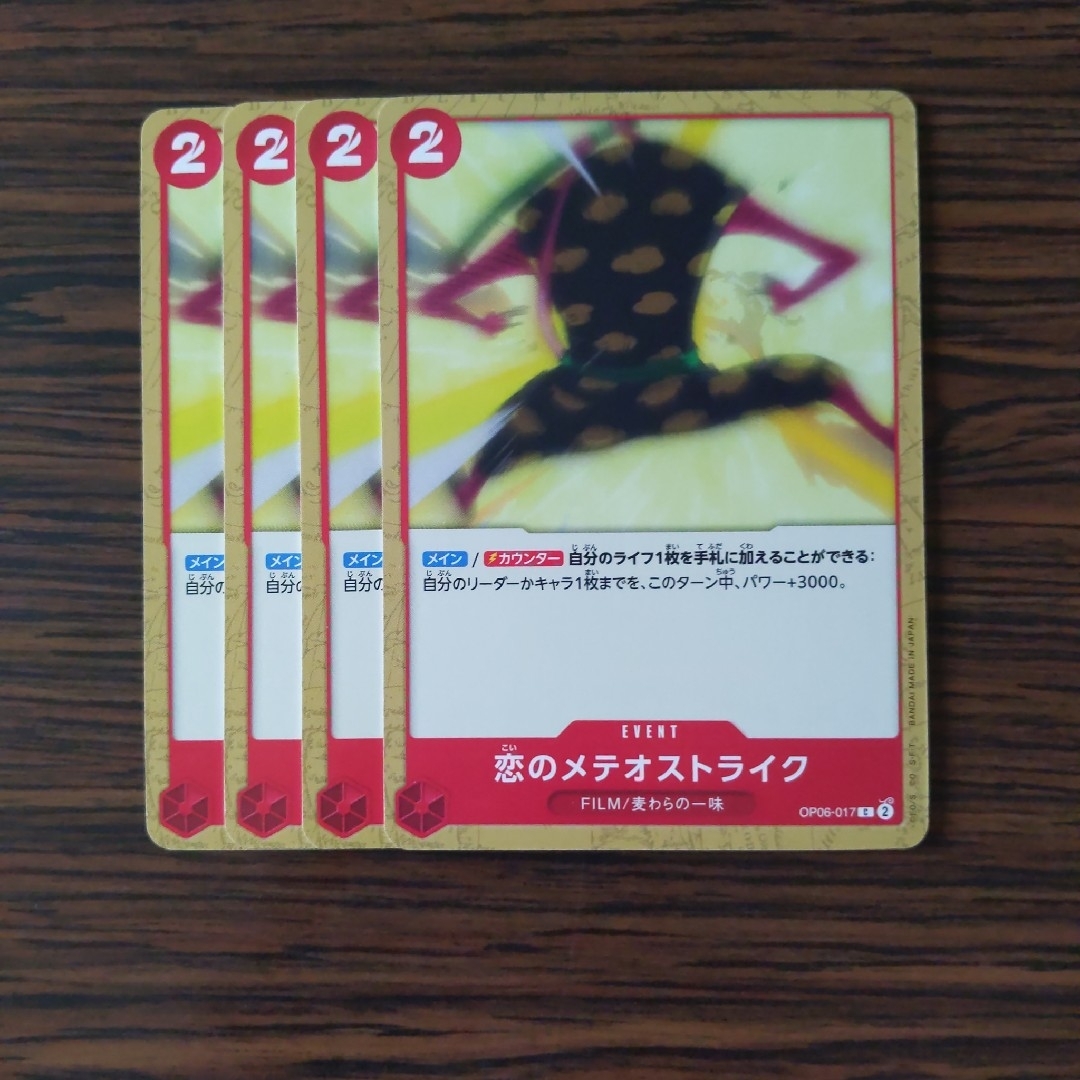 2
2
2
2
メイン
自分の
メイン
自分の
メイン
自分の
メイン / カウンター 自分のライフ1枚を手札に加えることができる:
自分のリーダーかキャラ1枚までを、このターン中、パワー+3000。
EVENT
恋のメテオストライク
FILM/麦わらの一味
OP06-017 C 2
BANDAI MADE IN JAPAN